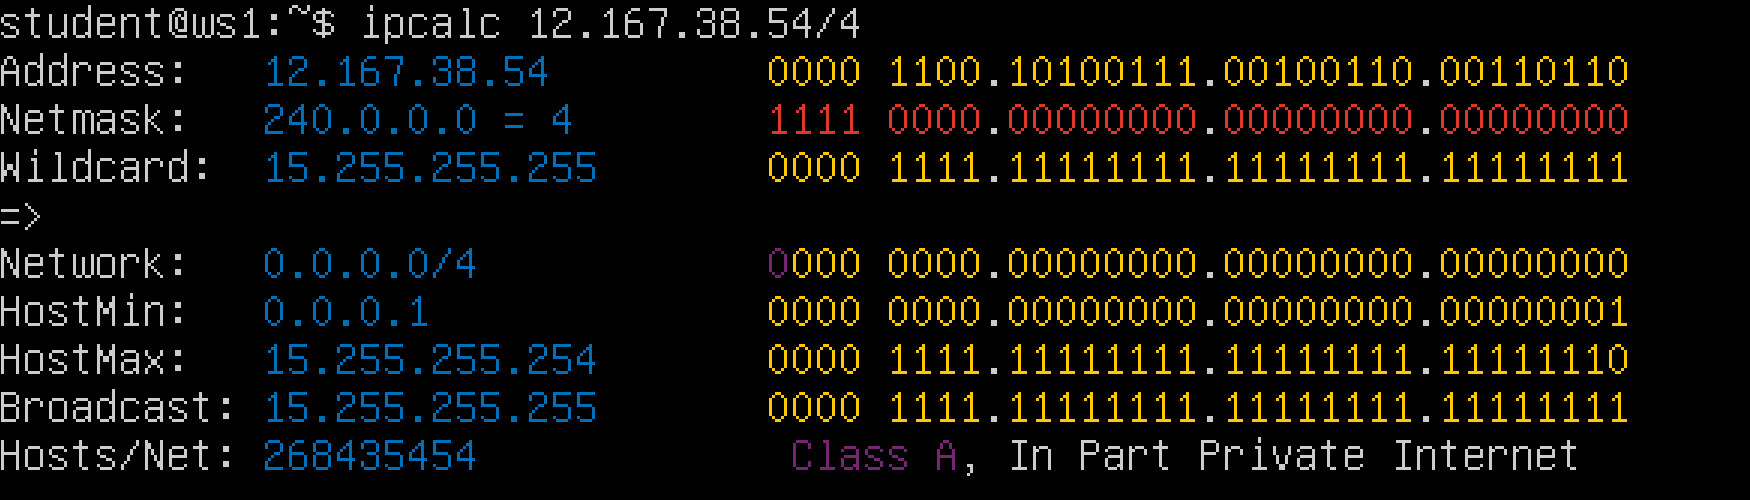 student@ws1:~$ ipcalc 12.167.38.54/4
Address:   12.167.38.54         0000 1100.10100111.00100110.00110110
Netmask:   240.0.0.0 = 4        1111 0000.00000000.00000000.00000000
Wildcard:  15.255.255.255       0000 1111.11111111.11111111.11111111
=>
Network:   0.0.0.0/4            0000 0000.00000000.00000000.00000000
HostMin:   0.0.0.1              0000 0000.00000000.00000000.00000001
HostMax:   15.255.255.254       0000 1111.11111111.11111111.11111110
Broadcast: 15.255.255.255       0000 1111.11111111.11111111.11111111
Hosts/Net: 268435454             Class A, In Part Private Internet